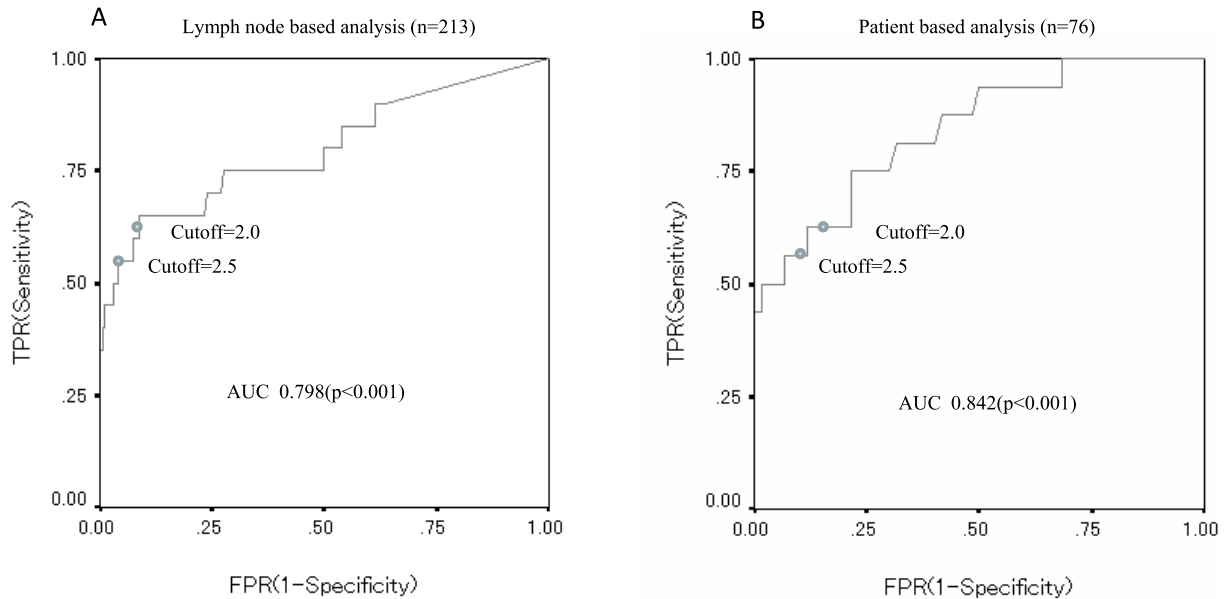 A
Lymph node based analysis (n=213)
1.00
.75
.50
.25
0.00
TPR(Sensitivity)
Cutoff=2.0
Cutoff=2.5
AUC 0.798(p<0.001)
0.00 .25 .50 .75 1.00
FPR(1-Specificity)
B
Patient based analysis (n=76)
1.00
.75
.50
.25
0.00
TPR(Sensitivity)
Cutoff=2.0
Cutoff=2.5
AUC 0.842(p<0.001)
0.00 .25 .50 .75 1.00
FPR(1-Specificity)